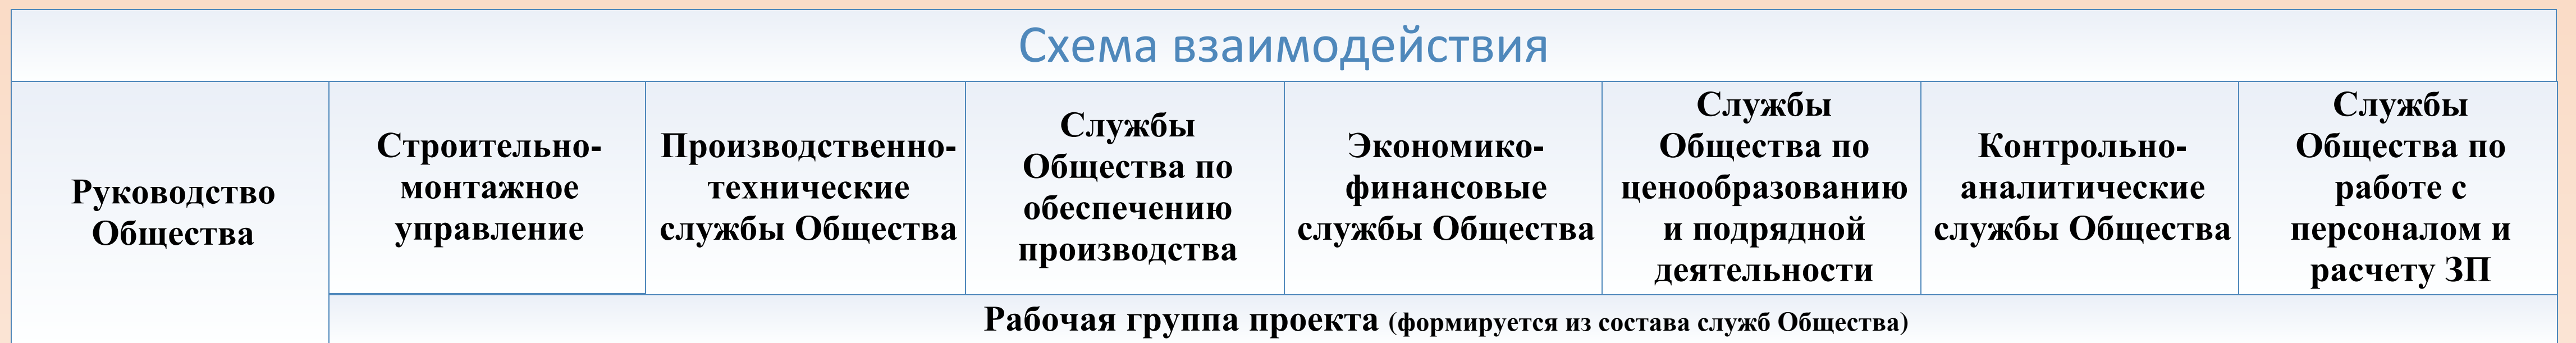 Схема взаимодействия
Руководство
Общества
Строительно-
монтажное
управление
Производственно-
технические
службы Общества
Службы
Общества по
обеспечению
производства
Экономико-
финансовые
службы Общества
Службы
Общества по
ценообразованию
и подрядной
деятельности
Контрольно-
аналитические
службы Общества
Службы
Общества по
работе с
персоналом и
расчету ЗП
Рабочая группа проекта (формируется из состава служб Общества)